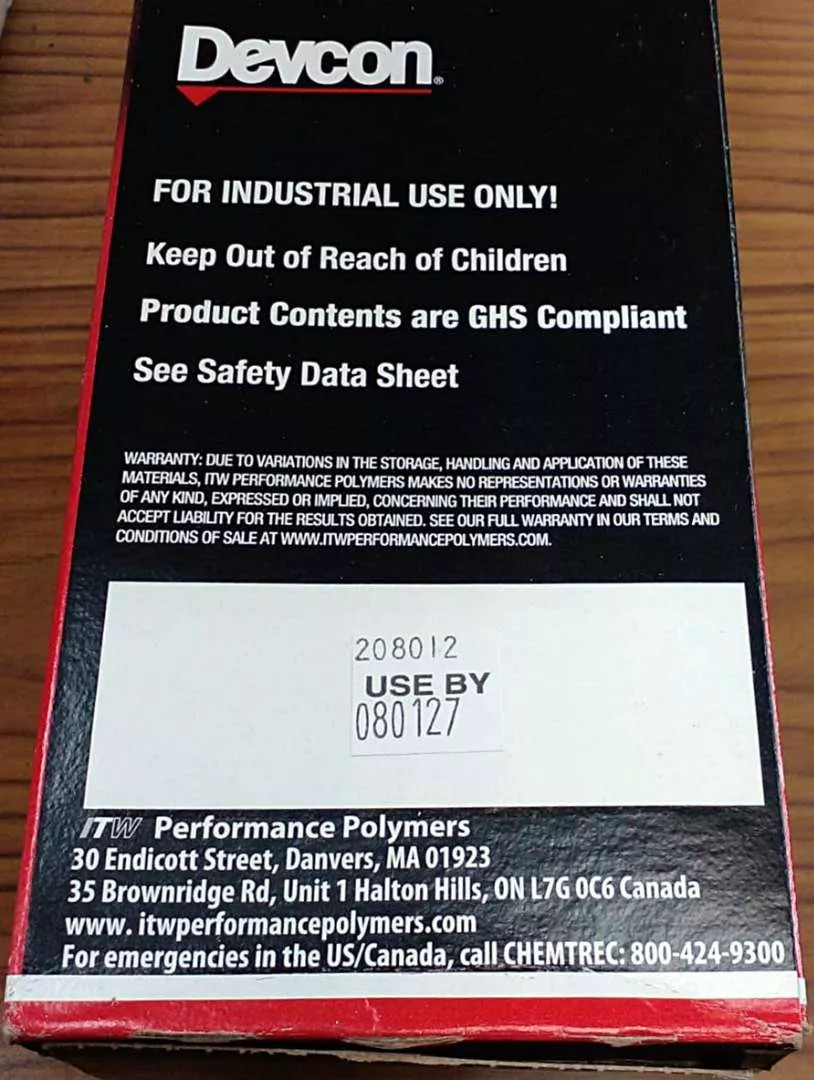 Devcon®
FOR INDUSTRIAL USE ONLY!
Keep Out of Reach of Children
Product Contents are GHS Compliant
See Safety Data Sheet
WARRANTY: DUE TO VARIATIONS IN THE STORAGE, HANDLING AND APPLICATION OF THESE
MATERIALS, ITW PERFORMANCE POLYMERS MAKES NO REPRESENTATIONS OR WARRANTIES
OF ANY KIND, EXPRESSED OR IMPLIED, CONCERNING THEIR PERFORMANCE AND SHALL NOT
ACCEPT LIABILITY FOR THE RESULTS OBTAINED. SEE OUR FULL WARRANTY IN OUR TERMS AND
CONDITIONS OF SALE AT WWW.ITWPERFORMANCEPOLYMERS.COM.
208012
USE BY
080127
ITW Performance Polymers
30 Endicott Street, Danvers, MA 01923
35 Brownridge Rd, Unit 1 Halton Hills, ON L7G 0C6 Canada
www. itwperformancepolymers.com
For emergencies in the US/Canada, call CHEMTREC: 800-424-9300